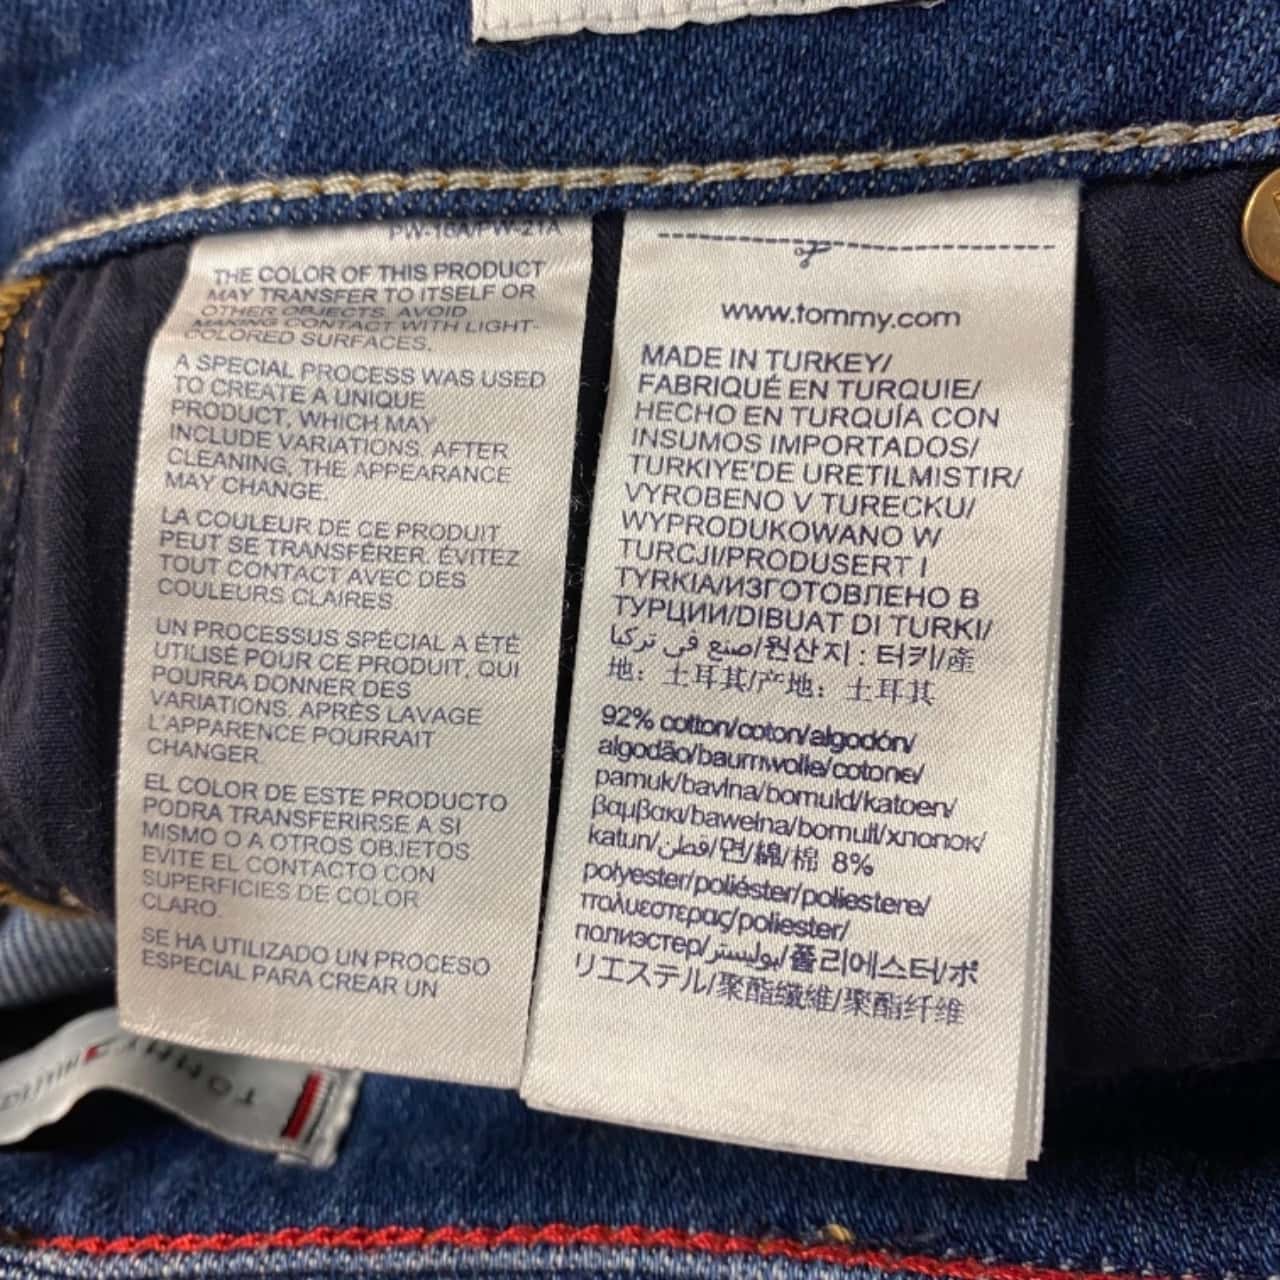 PW-16A/PW-21A
THE COLOR OF THIS PRODUCT
MAY TRANSFER TO ITSELF OR
OTHER OBJECTS. AVOID
MAKING CONTACT WITH LIGHT-
COLORED SURFACES.
A SPECIAL PROCESS WAS USED
TO CREATE A UNIQUE
PRODUCT, WHICH MAY
INCLUDE VARIATIONS. AFTER
CLEANING, THE APPEARANCE
MAY CHANGE.
LA COULEUR DE CE PRODUIT
PEUT SE TRANSFÉRER. ÉVITEZ
TOUT CONTACT AVEC DES
COULEURS CLAIRES.
UN PROCESSUS SPÉCIAL A ÉTÉ
UTILISÉ POUR CE PRODUIT, QUI
POURRA DONNER DES
VARIATIONS. APRÈS LAVAGE
L'APPARENCE POURRAIT
CHANGER.
EL COLOR DE ESTE PRODUCTO
PODRA TRANSFERIRSE A SI
MISMO O A OTROS OBJETOS
EVITE EL CONTACTO CON
SUPERFICIES DE COLOR
CLARO.
SE HA UTILIZADO UN PROCESO
ESPECIAL PARA CREAR UN
www.tommy.com
MADE IN TURKEY/
FABRIQUÉ EN TURQUIE/
HECHO EN TURQUÍA CON
INSUMOS IMPORTADOS/
TURKIYE'DE URETILMISTIR/
VYROBENO V TURECKU/
WYPRODUKOWANO W
TURCJI/PRODUSERT I
TYRKIA/ИЗГОТОВЛЕНО В
ТУРЦИИ/DIBUAT DI TURKI/
صنع في تركيا/원산지 : 터키/產
地：土耳其/产地：土耳其
92% cotton/coton/algodón/
algodão/baumwolle/cotone/
pamuk/bavlna/bomuld/katoen/
βαμβακι/bawełna/bomull/хлопок/
katun/قطن/면/綿/棉 8%
polyester/poliéster/poliestere/
πολυεστερας/poliester/
полиэстер/بوليستر/폴리에스터/ポ
リエステル/聚酯纖維/聚酯纤维
TOMMY